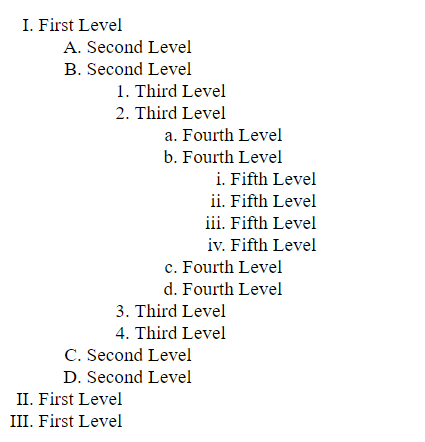 I. First Level
A. Second Level
B. Second Level
1. Third Level
2. Third Level
a. Fourth Level
b. Fourth Level
i. Fifth Level
ii. Fifth Level
iii. Fifth Level
iv. Fifth Level
c. Fourth Level
d. Fourth Level
3. Third Level
4. Third Level
C. Second Level
D. Second Level
II. First Level
III. First Level